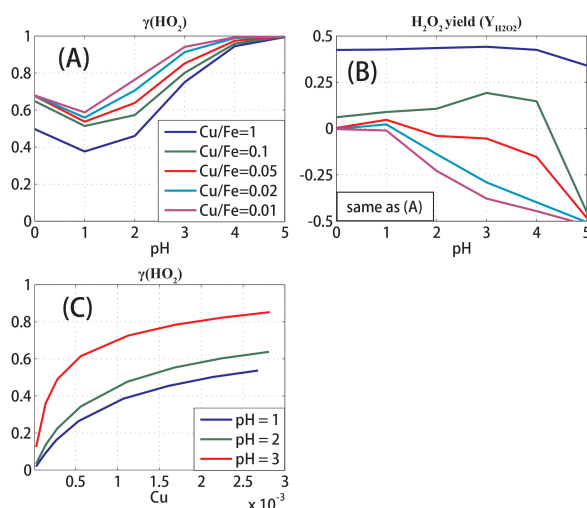 γ(HO2)
(A)
1
0.8
0.6
0.4
0.2
0
Cu/Fe=1
Cu/Fe=0.1
Cu/Fe=0.05
Cu/Fe=0.02
Cu/Fe=0.01
0 1 2 3 4 5
pH
H2O2 yield (YH2O2)
(B)
0.5
0.25
0
-0.25
-0.5
same as (A)
0 1 2 3 4 5
pH
γ(HO2)
(C)
1
0.8
0.6
0.4
0.2
0
pH = 1
pH = 2
pH = 3
0.5 1 1.5 2 2.5 3
Cu
x 10-3